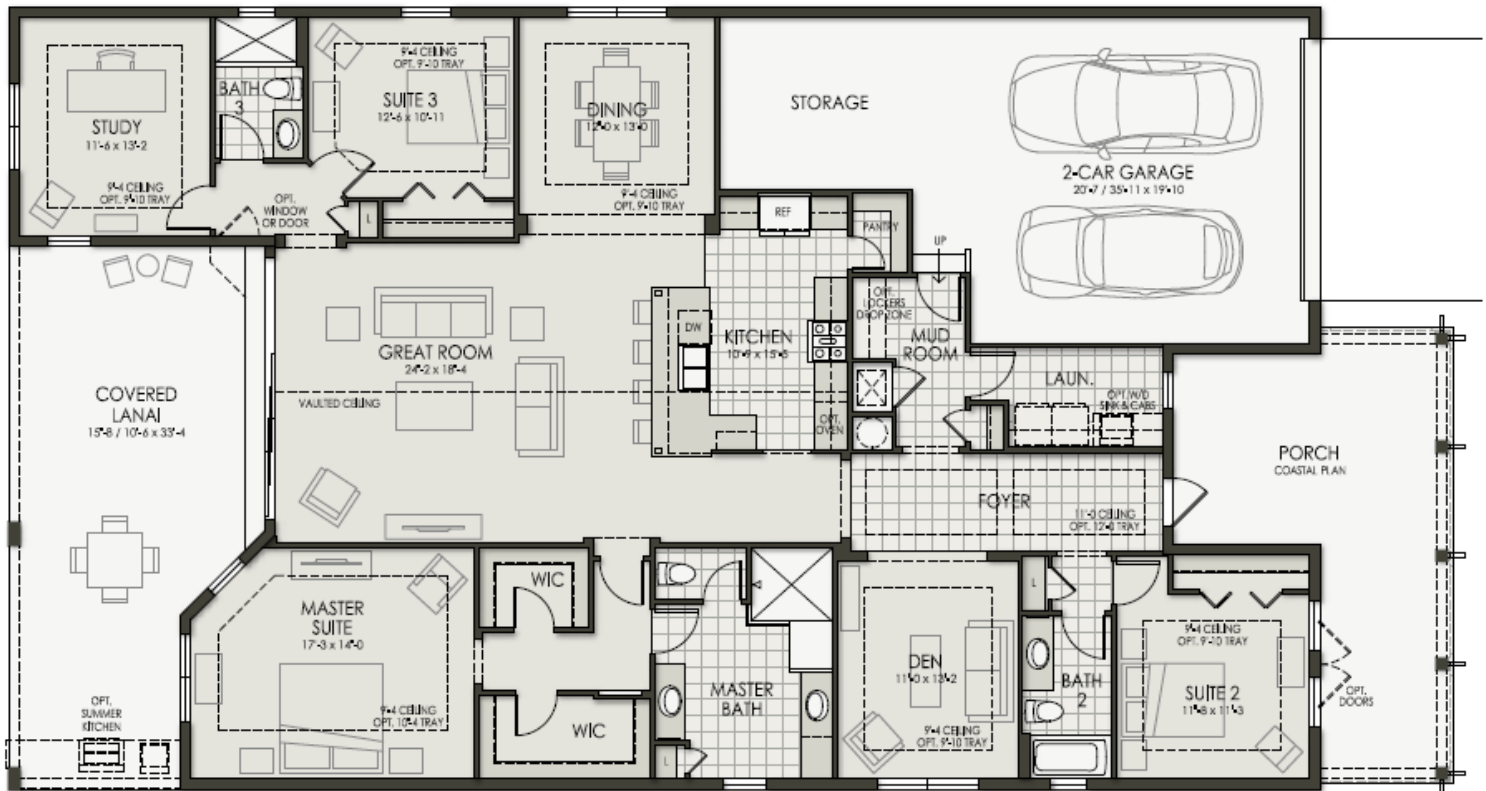 STUDY
11'-6 x 13'-2
9'-4 CEILING
OPT. 9'-10 TRAY
BATH
3
9'-4 CEILING
OPT. 9'-10 TRAY
SUITE 3
12'-6 x 10'-11
OPT.
WINDOW
OR DOOR
L
DINING
12'-0 x 13'-0
9'-4 CEILING
OPT. 9'-10 TRAY
STORAGE
2-CAR GARAGE
20'-7 / 35'-11 x 19'-10
REF
PANTRY
UP
OPT.
LOCKERS
DROP ZONE
MUD
ROOM
DW
KITCHEN
10'-9 x 15'-5
OPT.
OVEN
GREAT ROOM
24'-2 x 18'-4
VAULTED CEILING
COVERED
LANAI
15'-8 / 10'-6 x 33'-4
LAUN.
OPT. W/D
SINK & CABS
PORCH
COASTAL PLAN
FOYER
11'-0 CEILING
OPT. 12'-0 TRAY
MASTER
SUITE
17'-3 x 14'-0
9'-4 CEILING
OPT. 10'-4 TRAY
WIC
WIC
MASTER
BATH
L
DEN
11'-0 x 13'-2
9'-4 CEILING
OPT. 9'-10 TRAY
L
BATH
2
9'-4 CEILING
OPT. 9'-10 TRAY
SUITE 2
11'-8 x 11'-3
OPT.
DOORS
OPT.
SUMMER
KITCHEN